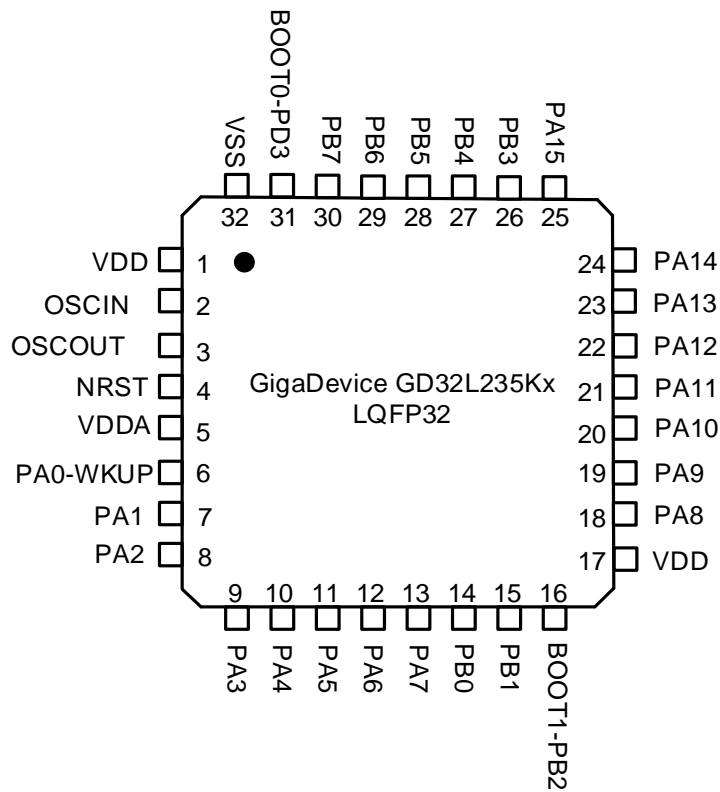 BOOT0-PD3
VSS
PB7
PB6
PB5
PB4
PB3
PA15
32 31 30 29 28 27 26 25
VDD 1
OSCIN 2
OSCOUT 3
NRST 4
VDDA 5
PA0-WKUP 6
PA1 7
PA2 8
GigaDevice GD32L235Kx
LQFP32
24 PA14
23 PA13
22 PA12
21 PA11
20 PA10
19 PA9
18 PA8
17 VDD
9 10 11 12 13 14 15 16
PA3
PA4
PA5
PA6
PA7
PB0
PB1
BOOT1-PB2